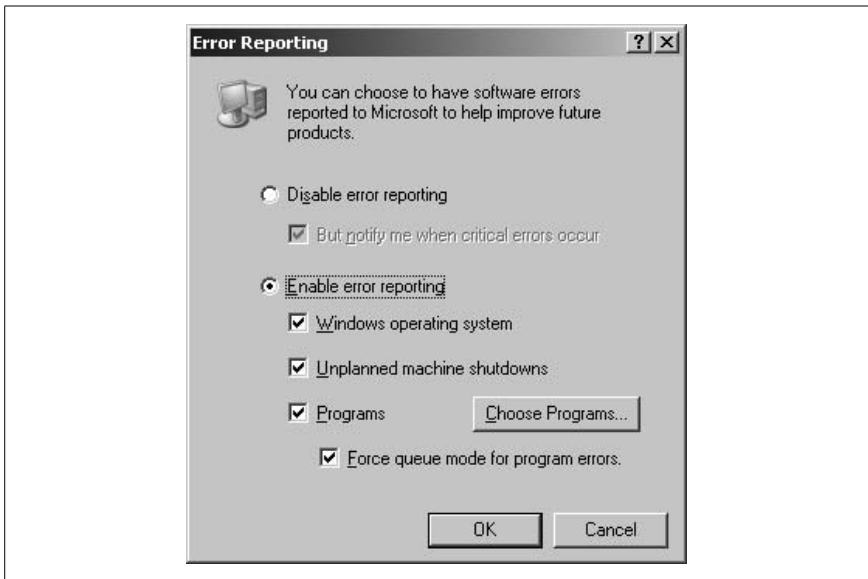 Error Reporting
You can choose to have software errors
reported to Microsoft to help improve future
products.
Disable error reporting
But notify me when critical errors occur
Enable error reporting
Windows operating system
Unplanned machine shutdowns
Programs
Choose Programs...
Force queue mode for program errors.
OK
Cancel